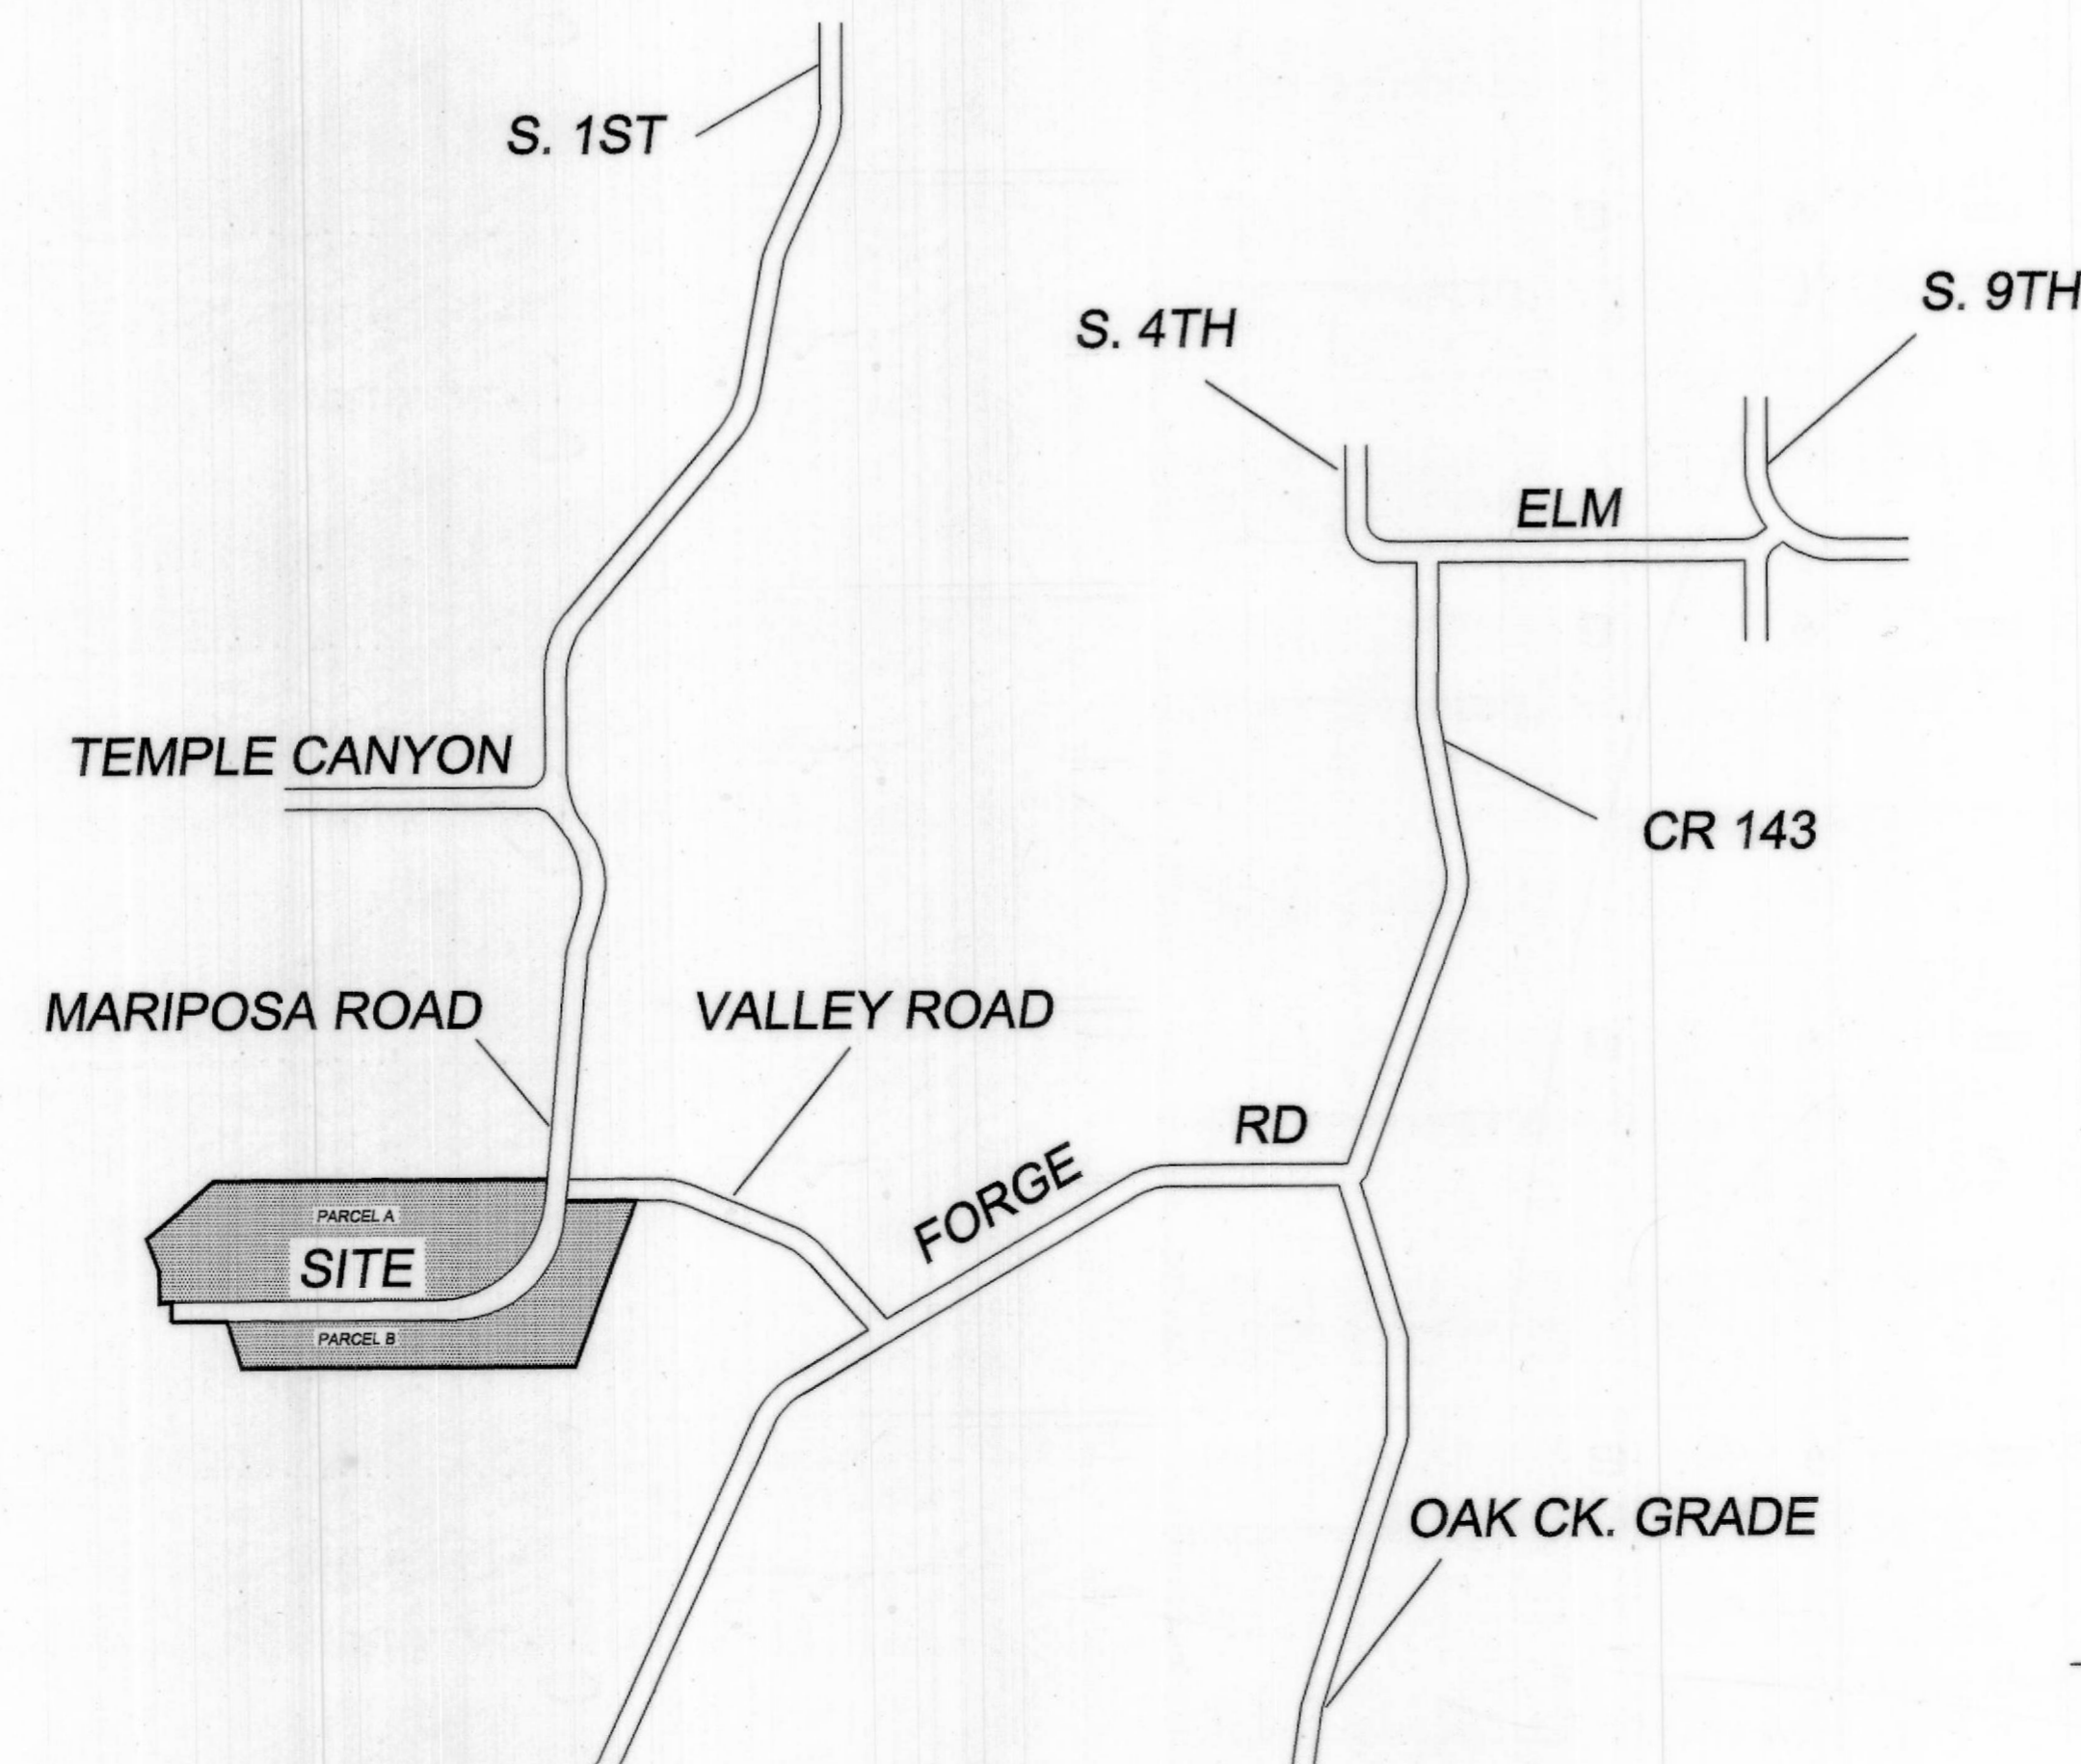 S. 1ST
S. 9TH
S. 4TH
ELM
TEMPLE CANYON
CR 143
MARIPOSA ROAD
VALLEY ROAD
FORGE RD
PARCEL A
SITE
PARCEL B
OAK CK. GRADE